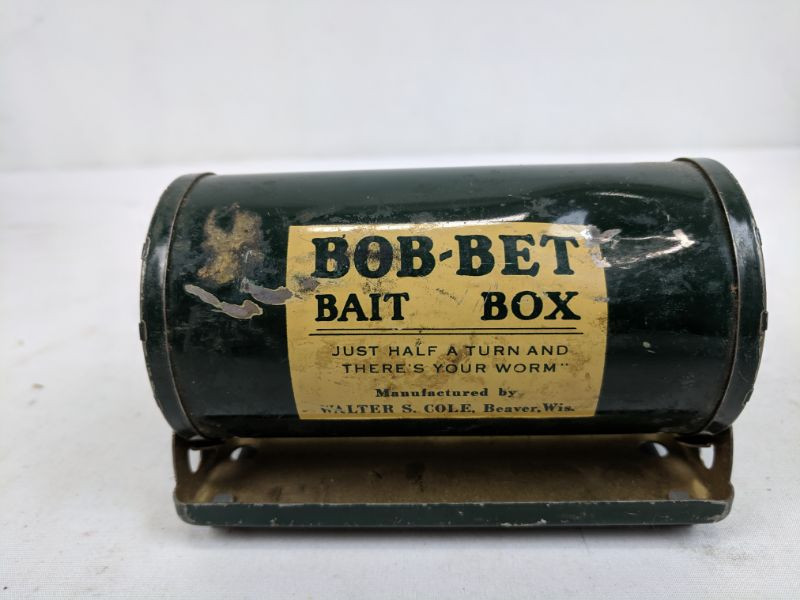 BOB-BET
BAIT BOX
JUST HALF A TURN AND
THERE'S YOUR WORM"
Manufactured by
WALTER S. COLE, Beaver, Wis.